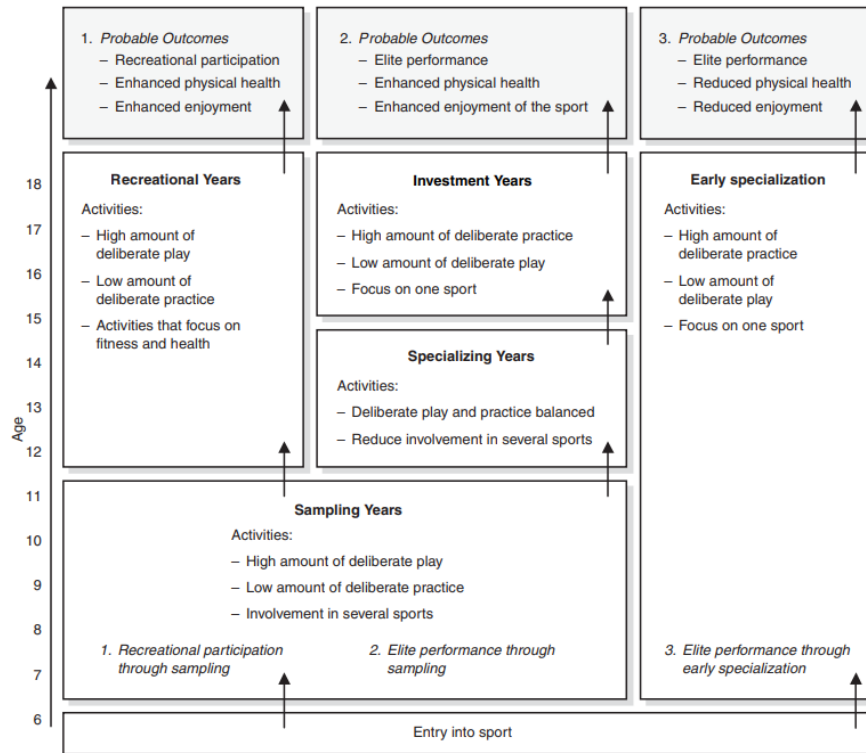 1. Probable Outcomes
– Recreational participation
– Enhanced physical health
– Enhanced enjoyment
2. Probable Outcomes
– Elite performance
– Enhanced physical health
– Enhanced enjoyment of the sport
3. Probable Outcomes
– Elite performance
– Reduced physical health
– Reduced enjoyment
Age
18
17
16
15
14
13
12
11
10
9
8
7
6
Recreational Years
Activities:
– High amount of
deliberate play
– Low amount of
deliberate practice
– Activities that focus on
fitness and health
Investment Years
Activities:
– High amount of deliberate practice
– Low amount of deliberate play
– Focus on one sport
Specializing Years
Activities:
– Deliberate play and practice balanced
– Reduce involvement in several sports
Early specialization
Activities:
– High amount of
deliberate practice
– Low amount of
deliberate play
– Focus on one sport
Sampling Years
Activities:
– High amount of deliberate play
– Low amount of deliberate practice
– Involvement in several sports
1. Recreational participation
through sampling
2. Elite performance through
sampling
3. Elite performance through
early specialization
Entry into sport